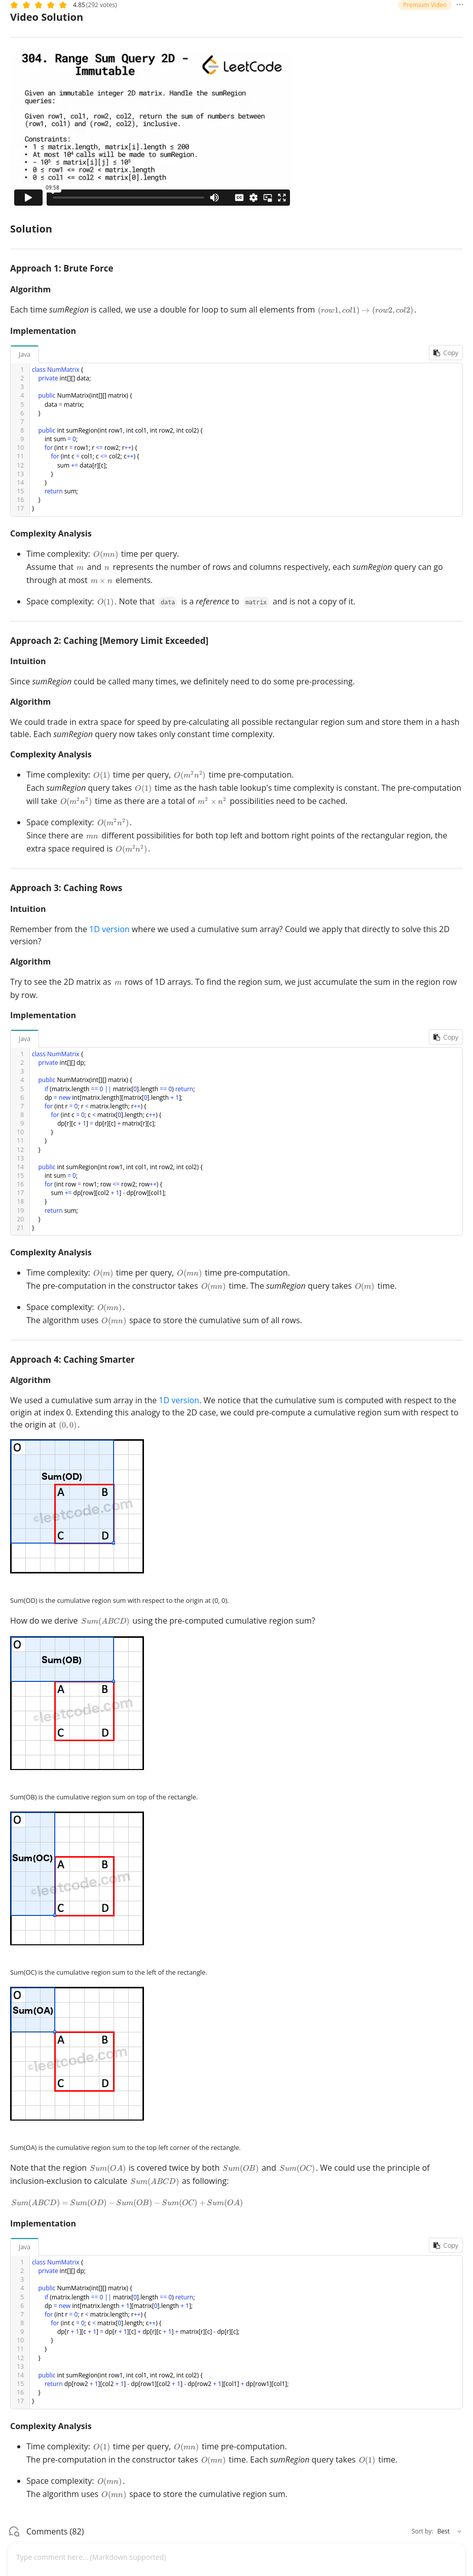 4.85 (292 votes)
Premium Video
Video Solution
304. Range Sum Query 2D -
Immutable
LeetCode
Given an immutable integer 2D matrix. Handle the sumRegion
queries:
Given row1, col1, row2, col2, return the sum of numbers between
(row1, col1) and (row2, col2), inclusive.
Constraints:
• 1 ≤ matrix.length, matrix[i].length ≤ 200
• At most 10⁴ calls will be made to sumRegion.
• - 10⁵ ≤ matrix[i][j] ≤ 10⁵
• 0 ≤ row1 ≤ row2 < matrix.length
• 0 ≤ col1 ≤ col2 < matrix[0].length
09:58
Solution
Approach 1: Brute Force
Algorithm
Each time sumRegion is called, we use a double for loop to sum all elements from (row1, col1) → (row2, col2).
Implementation
Java
Copy
1 class NumMatrix {
2 private int[][] data;
3
4 public NumMatrix(int[][] matrix) {
5 data = matrix;
6 }
7
8 public int sumRegion(int row1, int col1, int row2, int col2) {
9 int sum = 0;
10 for (int r = row1; r <= row2; r++) {
11 for (int c = col1; c <= col2; c++) {
12 sum += data[r][c];
13 }
14 }
15 return sum;
16 }
17 }
Complexity Analysis
• Time complexity: O(mn) time per query.
Assume that m and n represents the number of rows and columns respectively, each sumRegion query can go
through at most m × n elements.
• Space complexity: O(1). Note that data is a reference to matrix and is not a copy of it.
Approach 2: Caching [Memory Limit Exceeded]
Intuition
Since sumRegion could be called many times, we definitely need to do some pre-processing.
Algorithm
We could trade in extra space for speed by pre-calculating all possible rectangular region sum and store them in a hash
table. Each sumRegion query now takes only constant time complexity.
Complexity Analysis
• Time complexity: O(1) time per query, O(m²n²) time pre-computation.
Each sumRegion query takes O(1) time as the hash table lookup's time complexity is constant. The pre-computation
will take O(m²n²) time as there are a total of m² × n² possibilities need to be cached.
• Space complexity: O(m²n²).
Since there are mn different possibilities for both top left and bottom right points of the rectangular region, the
extra space required is O(m²n²).
Approach 3: Caching Rows
Intuition
Remember from the 1D version where we used a cumulative sum array? Could we apply that directly to solve this 2D
version?
Algorithm
Try to see the 2D matrix as m rows of 1D arrays. To find the region sum, we just accumulate the sum in the region row
by row.
Implementation
Java
Copy
1 class NumMatrix {
2 private int[][] dp;
3
4 public NumMatrix(int[][] matrix) {
5 if (matrix.length == 0 || matrix[0].length == 0) return;
6 dp = new int[matrix.length][matrix[0].length + 1];
7 for (int r = 0; r < matrix.length; r++) {
8 for (int c = 0; c < matrix[0].length; c++) {
9 dp[r][c + 1] = dp[r][c] + matrix[r][c];
10 }
11 }
12 }
13
14 public int sumRegion(int row1, int col1, int row2, int col2) {
15 int sum = 0;
16 for (int row = row1; row <= row2; row++) {
17 sum += dp[row][col2 + 1] - dp[row][col1];
18 }
19 return sum;
20 }
21 }
Complexity Analysis
• Time complexity: O(m) time per query, O(mn) time pre-computation.
The pre-computation in the constructor takes O(mn) time. The sumRegion query takes O(m) time.
• Space complexity: O(mn).
The algorithm uses O(mn) space to store the cumulative sum of all rows.
Approach 4: Caching Smarter
Algorithm
We used a cumulative sum array in the 1D version. We notice that the cumulative sum is computed with respect to the
origin at index 0. Extending this analogy to the 2D case, we could pre-compute a cumulative region sum with respect to
the origin at (0, 0).
O
Sum(OD)
A B
©leetcode.com
C D
Sum(OD) is the cumulative region sum with respect to the origin at (0, 0).
How do we derive Sum(ABCD) using the pre-computed cumulative region sum?
O
Sum(OB)
A B
©leetcode.com
C D
Sum(OB) is the cumulative region sum on top of the rectangle.
O
Sum(OC)
A B
©leetcode.com
C D
Sum(OC) is the cumulative region sum to the left of the rectangle.
O
Sum(OA)
A B
©leetcode.com
C D
Sum(OA) is the cumulative region sum to the top left corner of the rectangle.
Note that the region Sum(OA) is covered twice by both Sum(OB) and Sum(OC). We could use the principle of
inclusion-exclusion to calculate Sum(ABCD) as following:
Sum(ABCD) = Sum(OD) − Sum(OB) − Sum(OC) + Sum(OA)
Implementation
Java
Copy
1 class NumMatrix {
2 private int[][] dp;
3
4 public NumMatrix(int[][] matrix) {
5 if (matrix.length == 0 || matrix[0].length == 0) return;
6 dp = new int[matrix.length + 1][matrix[0].length + 1];
7 for (int r = 0; r < matrix.length; r++) {
8 for (int c = 0; c < matrix[0].length; c++) {
9 dp[r + 1][c + 1] = dp[r + 1][c] + dp[r][c + 1] + matrix[r][c] - dp[r][c];
10 }
11 }
12 }
13
14 public int sumRegion(int row1, int col1, int row2, int col2) {
15 return dp[row2 + 1][col2 + 1] - dp[row1][col2 + 1] - dp[row2 + 1][col1] + dp[row1][col1];
16 }
17 }
Complexity Analysis
• Time complexity: O(1) time per query, O(mn) time pre-computation.
The pre-computation in the constructor takes O(mn) time. Each sumRegion query takes O(1) time.
• Space complexity: O(mn).
The algorithm uses O(mn) space to store the cumulative region sum.
Comments (82)
Sort by: Best
Type comment here... (Markdown supported)